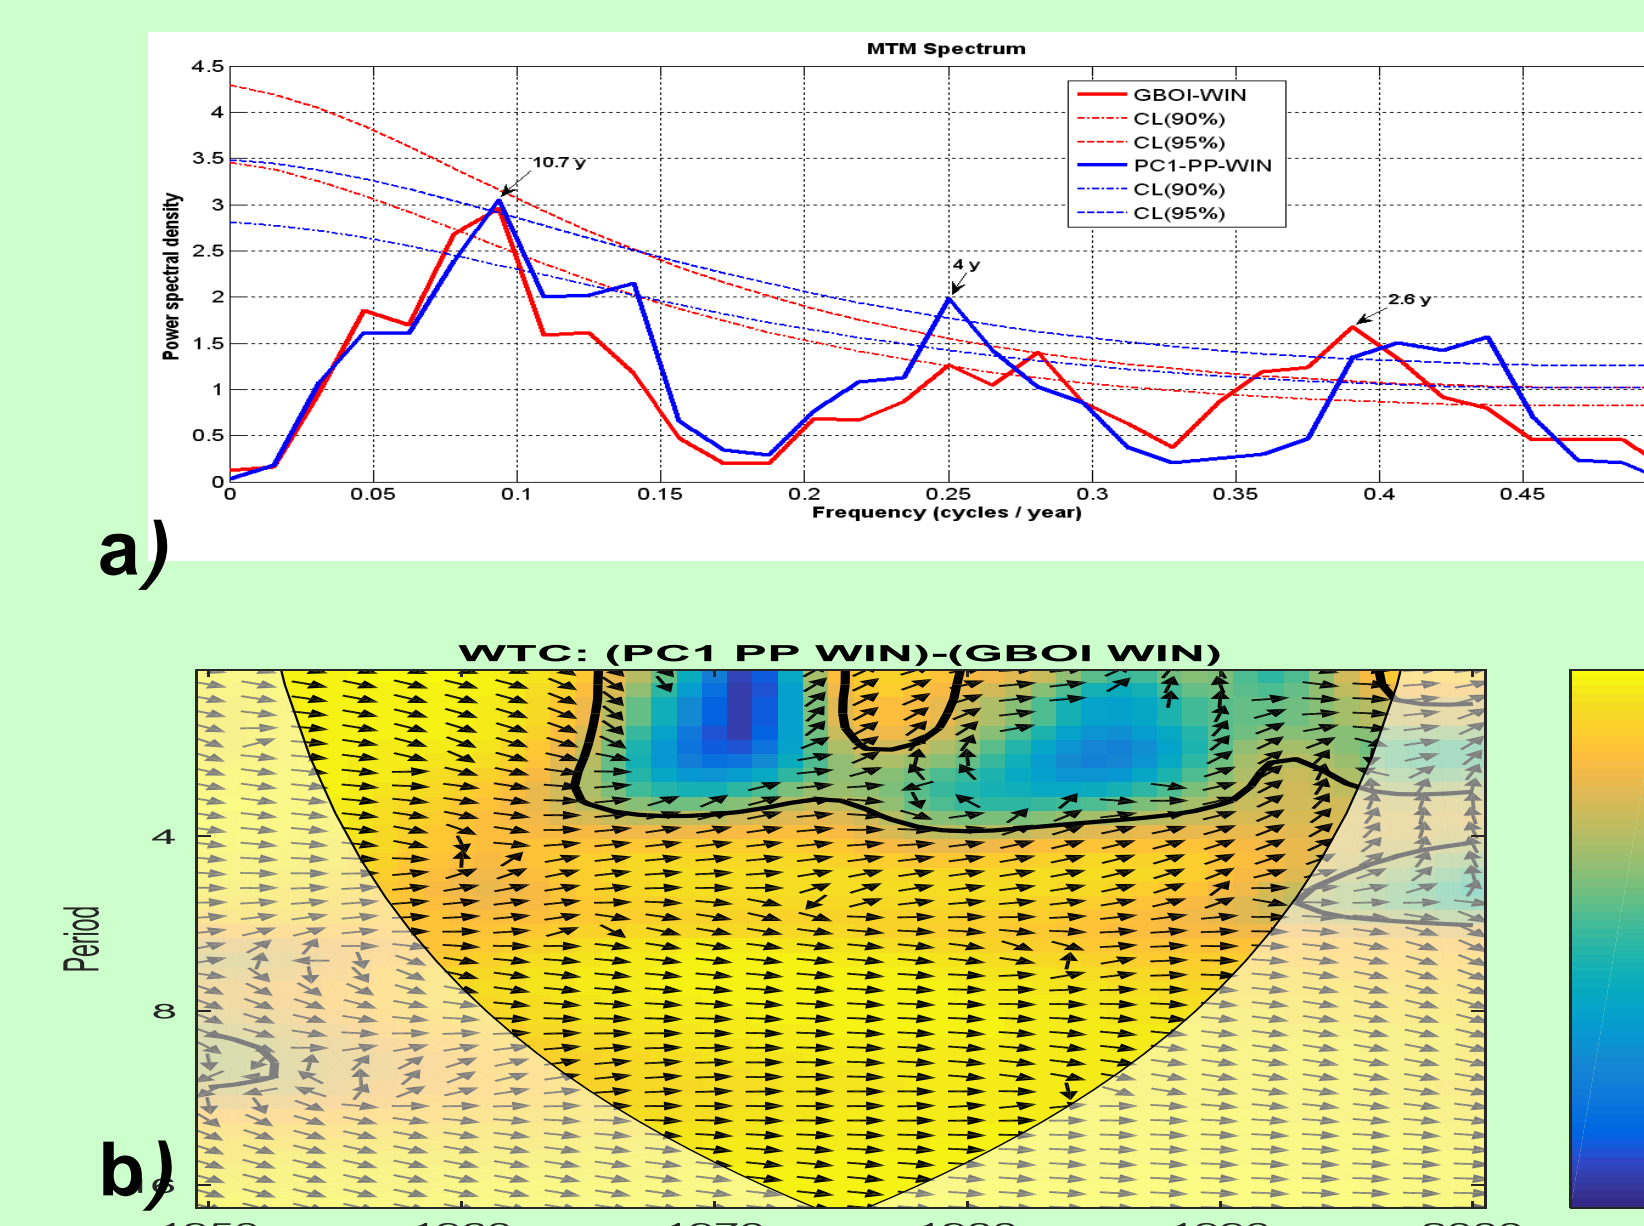 MTM Spectrum
4.5
4
3.5
3
2.5
2
1.5
1
0.5
0
Power spectral density
10.7 y
4 y
2.6 y
GBOI-WIN
CL(90%)
CL(95%)
PC1-PP-WIN
CL(90%)
CL(95%)
0 0.05 0.1 0.15 0.2 0.25 0.3 0.35 0.4 0.45
Frequency (cycles / year)
a)
WTC: (PC1 PP WIN)-(GBOI WIN)
Period
4
8
b)